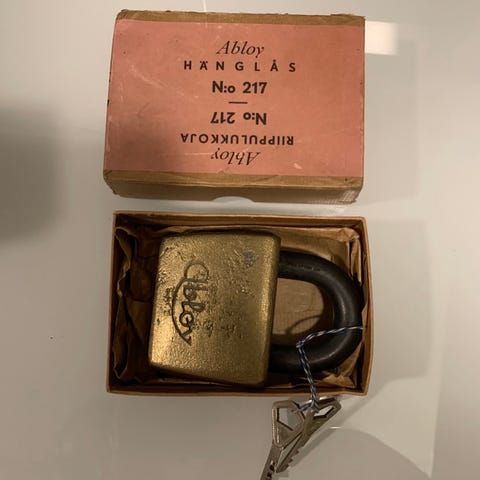 Abloy
HÄNGLÅS
N:o 217
N:o 217
RIIPPULUKKOJA
Abloy
Abloy